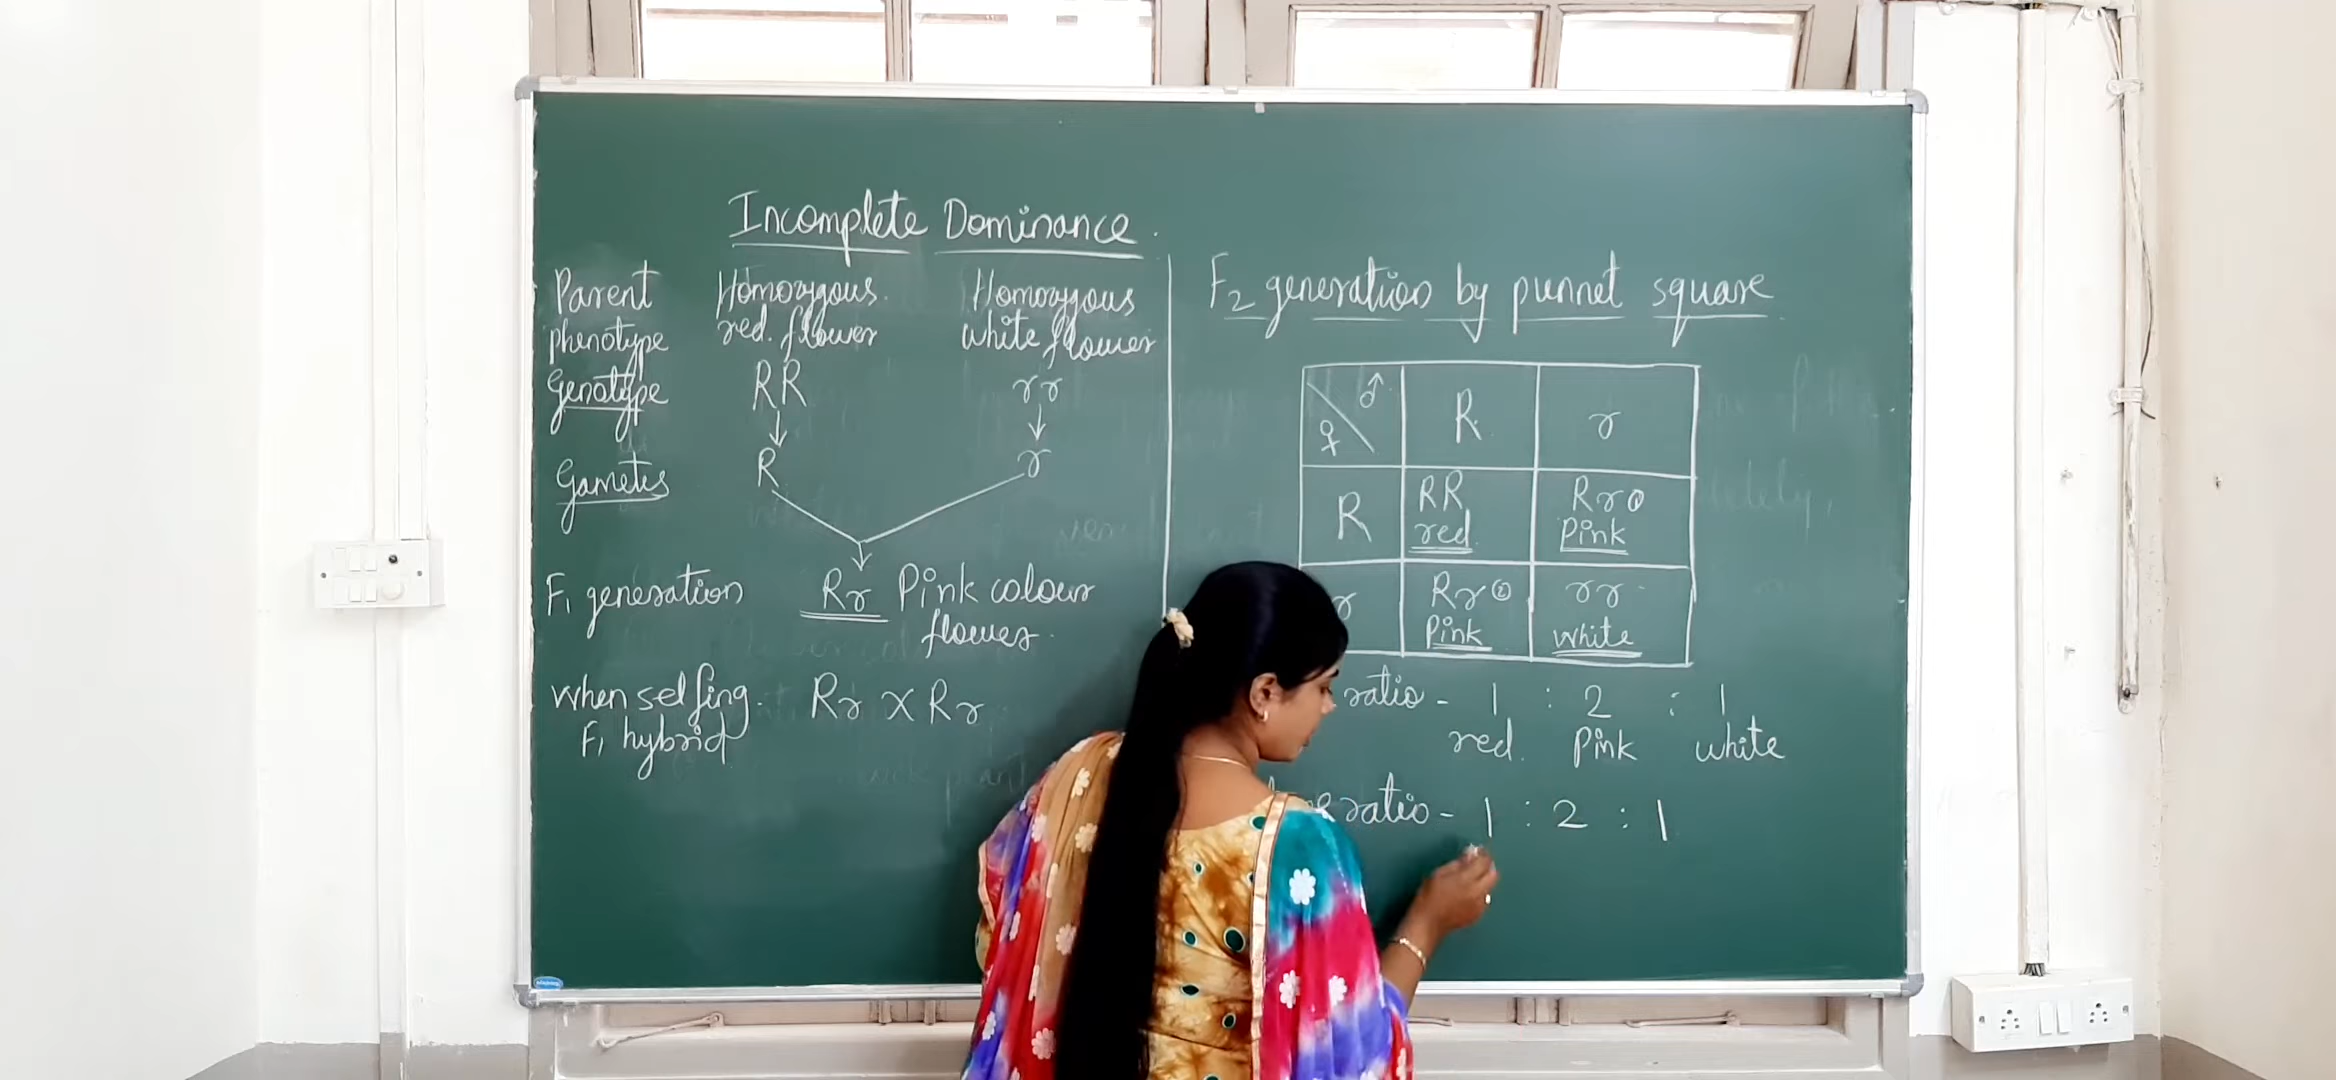 Incomplete Dominance.
Parent
phenotype
Homozygous.
red. flower
Homozygous
white flower
Genotype
RR
rr
Gametes
R
r
F1 generation
Rr Pink colour
flower.
When selfing.
F1 hybrid
Rr X Rr
F2 generation by punnet square
♂
♀
R
r
R
RR
red
Rr①
Pink
r
Rr②
Pink
rr
white
ratio - 1 : 2 : 1
red. Pink white
ratio - 1 : 2 : 1